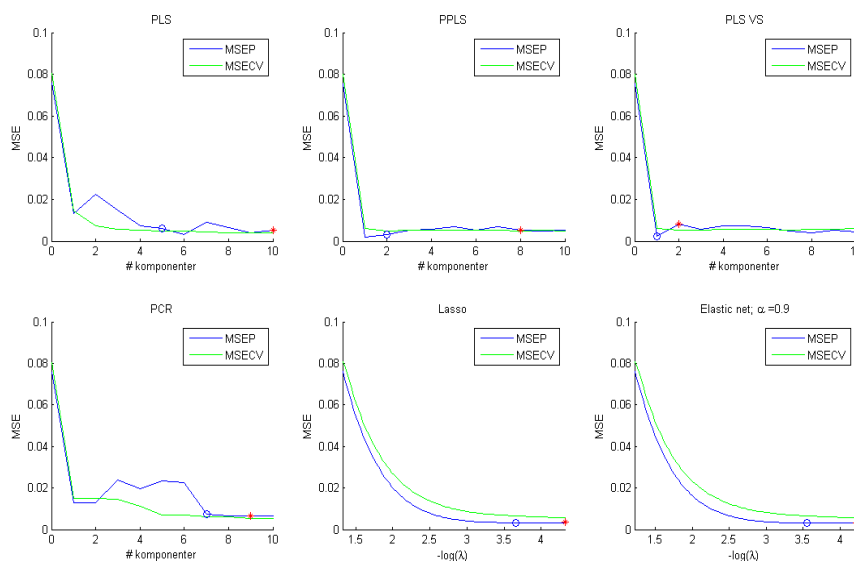 PLS
MSE
0.1
0.08
0.06
0.04
0.02
0
MSEP
MSECV
0 2 4 6 8 10
# komponenter
PPLS
MSE
0.1
0.08
0.06
0.04
0.02
0
MSEP
MSECV
0 2 4 6 8 10
# komponenter
PLS VS
MSE
0.1
0.08
0.06
0.04
0.02
0
MSEP
MSECV
0 2 4 6 8
# komponenter
PCR
MSE
0.1
0.08
0.06
0.04
0.02
0
MSEP
MSECV
0 2 4 6 8 10
# komponenter
Lasso
MSE
0.1
0.08
0.06
0.04
0.02
0
MSEP
MSECV
1.5 2 2.5 3 3.5 4
-log(λ)
Elastic net; α =0.9
MSE
0.1
0.08
0.06
0.04
0.02
0
MSEP
MSECV
1.5 2 2.5 3 3.5 4
-log(λ)